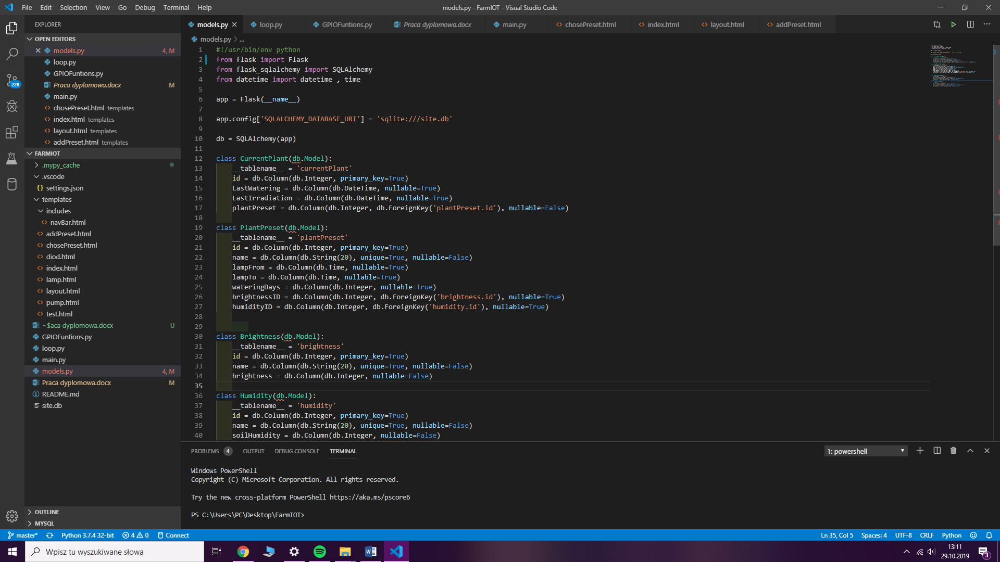 File Edit Selection View Go Debug Terminal Help
models.py - FarmIOT - Visual Studio Code
EXPLORER
OPEN EDITORS
models.py 4, M
loop.py
GPIOFuntions.py
Praca dyplomowa.docx M
main.py
chosePreset.html templates
index.html templates
layout.html templates
addPreset.html templates
228
FARMIOT
.mypy_cache
.vscode
settings.json
templates
includes
navBar.html
addPreset.html
chosePreset.html
diod.html
index.html
lamp.html
layout.html
pump.html
test.html
~$aca dyplomowa.docx U
GPIOFuntions.py
loop.py
main.py
models.py 4, M
Praca dyplomowa.docx M
README.md
site.db
OUTLINE
MYSQL
models.py loop.py GPIOFuntions.py Praca dyplomowa.docx main.py chosePreset.html index.html layout.html addPreset.html
models.py > ...
1 #!/usr/bin/env python
2 from flask import Flask
3 from flask_sqlalchemy import SQLAlchemy
4 from datetime import datetime , time
5
6 app = Flask(__name__)
7
8 app.config['SQLALCHEMY_DATABASE_URI'] = 'sqlite:///site.db'
9
10 db = SQLAlchemy(app)
11
12 class CurrentPlant(db.Model):
13 __tablename__ = 'currentPlant'
14 id = db.Column(db.Integer, primary_key=True)
15 LastWatering = db.Column(db.DateTime, nullable=True)
16 LastIrradiation = db.Column(db.DateTime, nullable=True)
17 plantPreset = db.Column(db.Integer, db.ForeignKey('plantPreset.id'), nullable=False)
18
19 class PlantPreset(db.Model):
20 __tablename__ = 'plantPreset'
21 id = db.Column(db.Integer, primary_key=True)
22 name = db.Column(db.String(20), unique=True, nullable=False)
23 lampFrom = db.Column(db.Time, nullable=True)
24 lampTo = db.Column(db.Time, nullable=True)
25 wateringDays = db.Column(db.Integer, nullable=True)
26 brightnessID = db.Column(db.Integer, db.ForeignKey('brightness.id'), nullable=True)
27 humidityID = db.Column(db.Integer, db.ForeignKey('humidity.id'), nullable=True)
28
29
30 class Brightness(db.Model):
31 __tablename__ = 'brightness'
32 id = db.Column(db.Integer, primary_key=True)
33 name = db.Column(db.String(20), unique=True, nullable=False)
34 brightness = db.Column(db.Integer, nullable=False)
35
36 class Humidity(db.Model):
37 __tablename__ = 'humidity'
38 id = db.Column(db.Integer, primary_key=True)
39 name = db.Column(db.String(20), unique=True, nullable=False)
40 soilHumidity = db.Column(db.Integer, nullable=False)
PROBLEMS 4 OUTPUT DEBUG CONSOLE TERMINAL
1: powershell
Windows PowerShell
Copyright (C) Microsoft Corporation. All rights reserved.
Try the new cross-platform PowerShell https://aka.ms/pscore6
PS C:\Users\PC\Desktop\FarmIOT>
master* Python 3.7.4 32-bit 4 0 Connect
Ln 35, Col 5 Spaces: 4 UTF-8 CRLF Python
Wpisz tu wyszukiwane słowa
13:11
29.10.2019
3